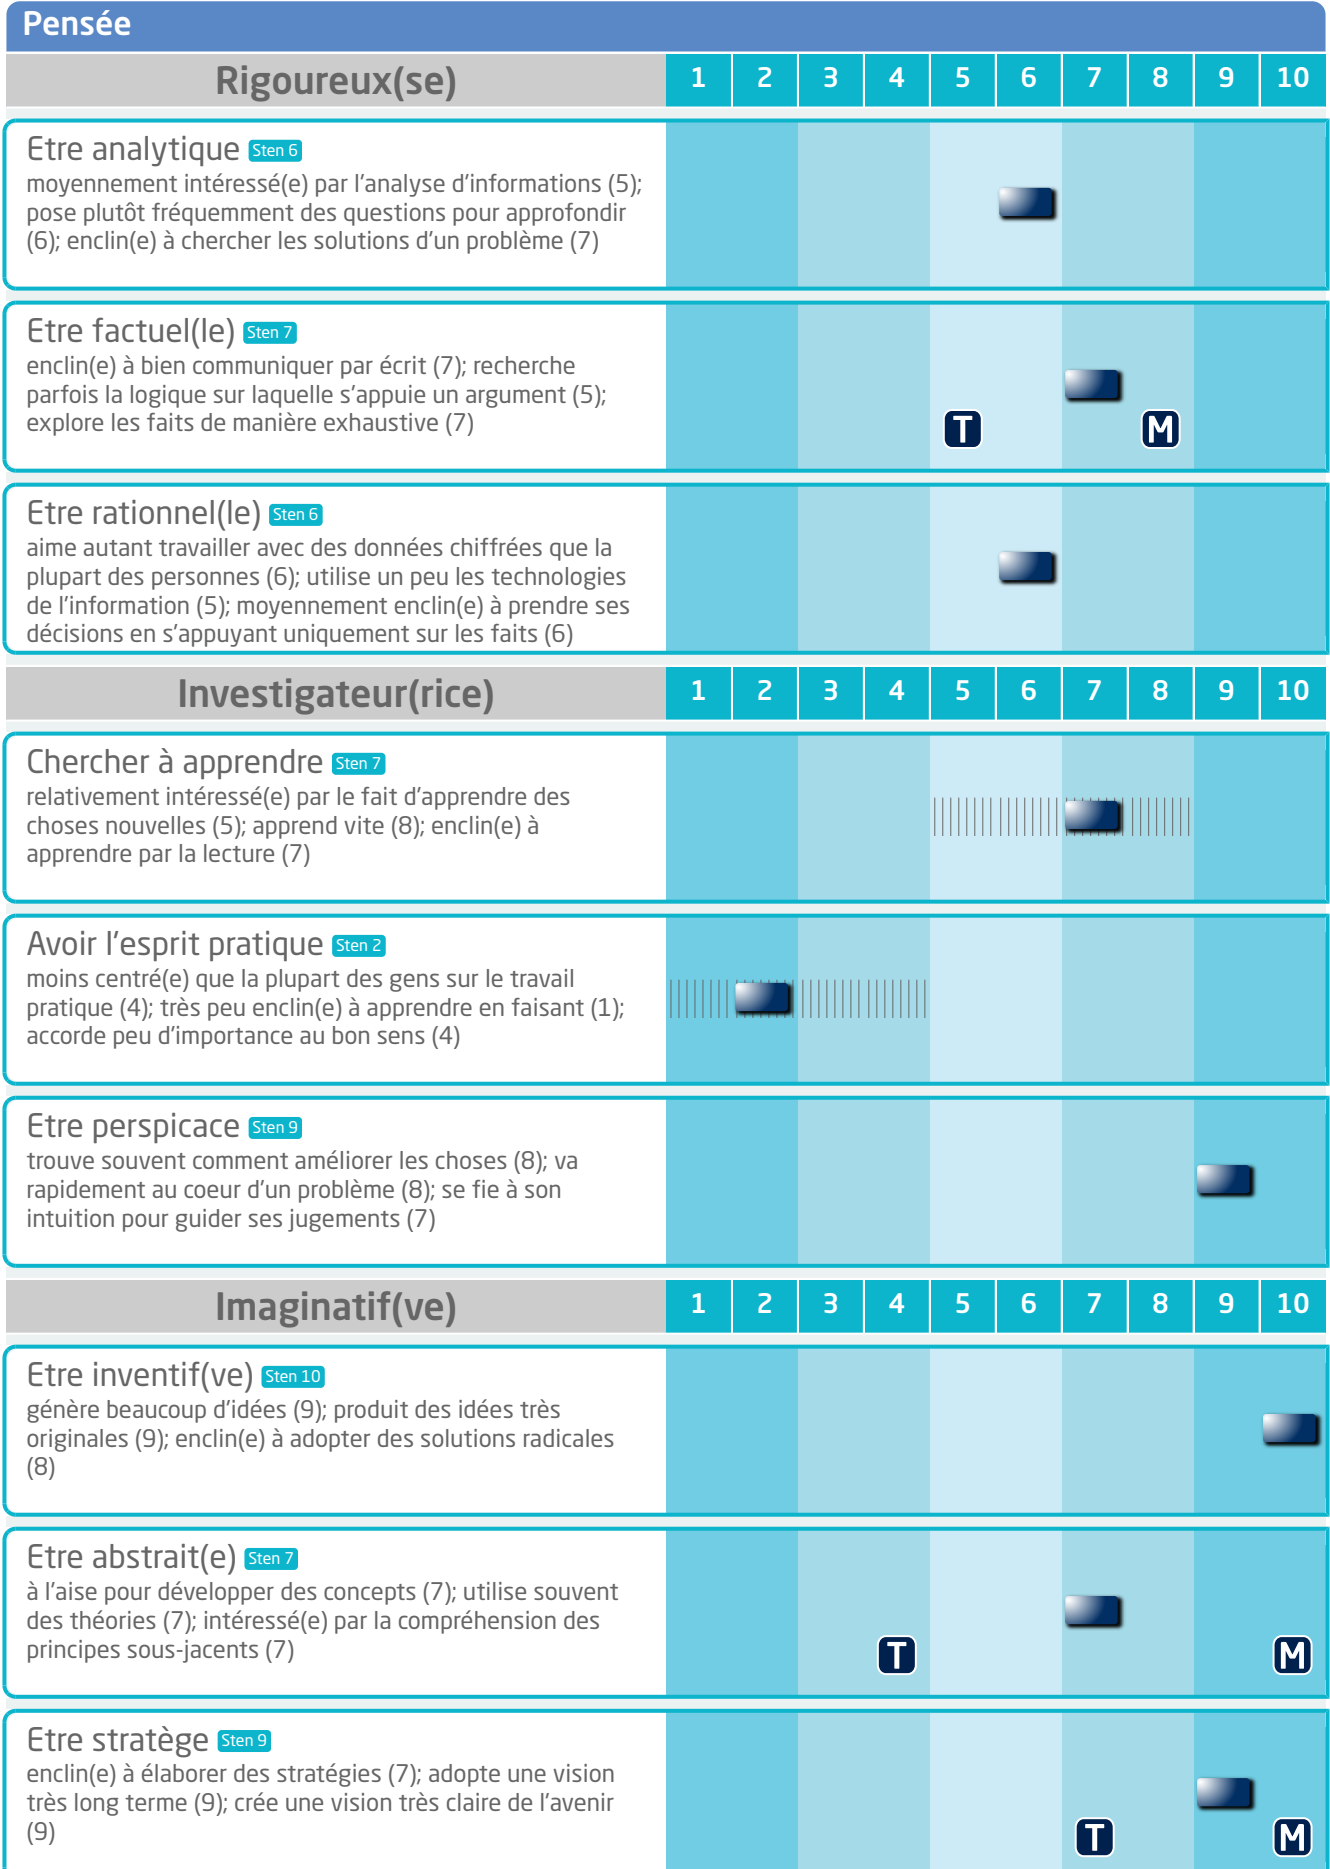 Pensée
Rigoureux(se) 1 2 3 4 5 6 7 8 9 10
Etre analytique Sten 6
moyennement intéressé(e) par l'analyse d'informations (5);
pose plutôt fréquemment des questions pour approfondir
(6); enclin(e) à chercher les solutions d'un problème (7)
Etre factuel(le) Sten 7
enclin(e) à bien communiquer par écrit (7); recherche
parfois la logique sur laquelle s'appuie un argument (5);
explore les faits de manière exhaustive (7)
T M
Etre rationnel(le) Sten 6
aime autant travailler avec des données chiffrées que la
plupart des personnes (6); utilise un peu les technologies
de l'information (5); moyennement enclin(e) à prendre ses
décisions en s'appuyant uniquement sur les faits (6)
Investigateur(rice) 1 2 3 4 5 6 7 8 9 10
Chercher à apprendre Sten 7
relativement intéressé(e) par le fait d'apprendre des
choses nouvelles (5); apprend vite (8); enclin(e) à
apprendre par la lecture (7)
Avoir l'esprit pratique Sten 2
moins centré(e) que la plupart des gens sur le travail
pratique (4); très peu enclin(e) à apprendre en faisant (1);
accorde peu d'importance au bon sens (4)
Etre perspicace Sten 9
trouve souvent comment améliorer les choses (8); va
rapidement au coeur d'un problème (8); se fie à son
intuition pour guider ses jugements (7)
Imaginatif(ve) 1 2 3 4 5 6 7 8 9 10
Etre inventif(ve) Sten 10
génère beaucoup d'idées (9); produit des idées très
originales (9); enclin(e) à adopter des solutions radicales
(8)
Etre abstrait(e) Sten 7
à l'aise pour développer des concepts (7); utilise souvent
des théories (7); intéressé(e) par la compréhension des
principes sous-jacents (7)
T M
Etre stratège Sten 9
enclin(e) à élaborer des stratégies (7); adopte une vision
très long terme (9); crée une vision très claire de l'avenir
(9)
T M